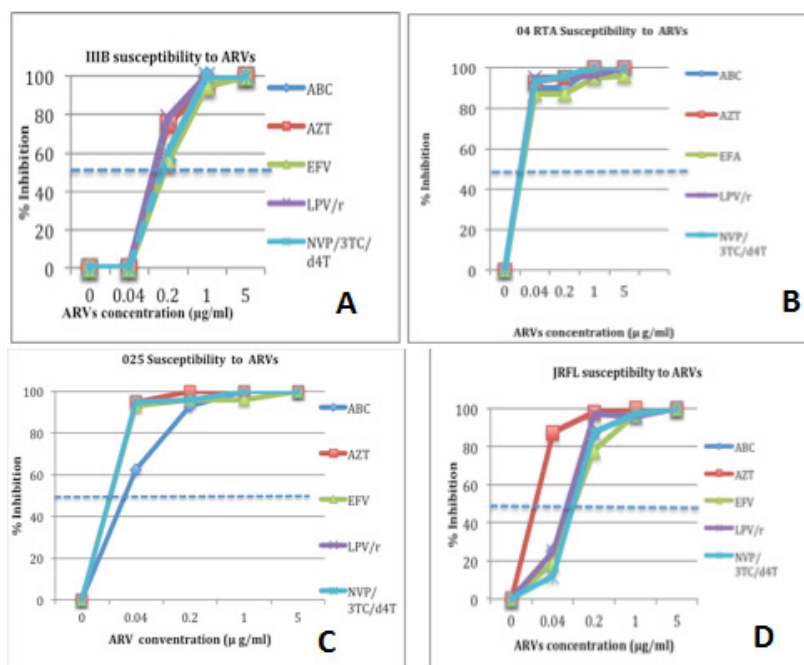 IIIB susceptibility to ARVs
100
80
60
40
20
0
% Inhibition
0 0.04 0.2 1 5
ARVs concentration (µg/ml)
ABC
AZT
EFV
LPV/r
NVP/3TC/
d4T
A
04 RTA Susceptibility to ARVs
100
80
60
40
20
0
% Inhibition
0 0.04 0.2 1 5
ARVs concentration (µ g/ml)
ABC
AZT
EFA
LPV/r
NVP/
3TC/d4T
B
025 Susceptibility to ARVs
100
80
60
40
20
0
% Inhibition
0 0.04 0.2 1 5
ARV conventration (µ g/ml)
ABC
AZT
EFV
LPV/r
NVP/
3TC/d4T
C
JRFL susceptibilty to ARVs
100
80
60
40
20
0
% Inhibition
0 0.04 0.2 1 5
ARVs concentration (µg/ml)
ABC
AZT
EFV
LPV/r
NVP/
3TC/d4T
D